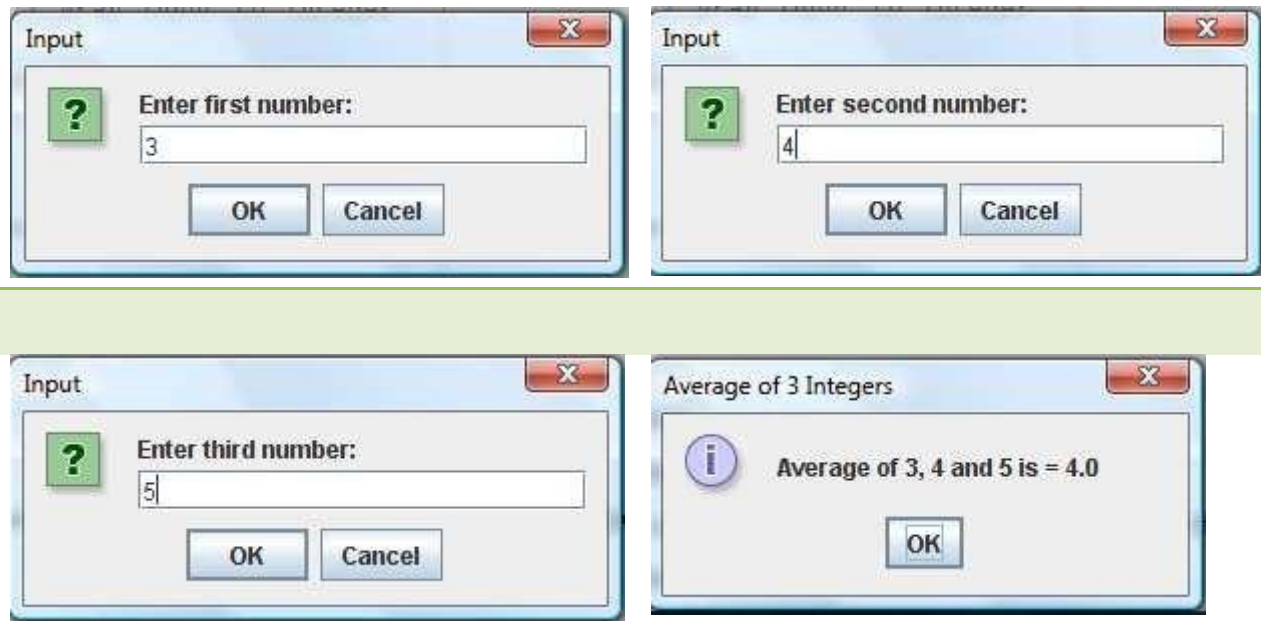 Input
Enter first number:
3
OK Cancel
Input
Enter second number:
4
OK Cancel
Input
Enter third number:
5
OK Cancel
Average of 3 Integers
Average of 3, 4 and 5 is = 4.0
OK